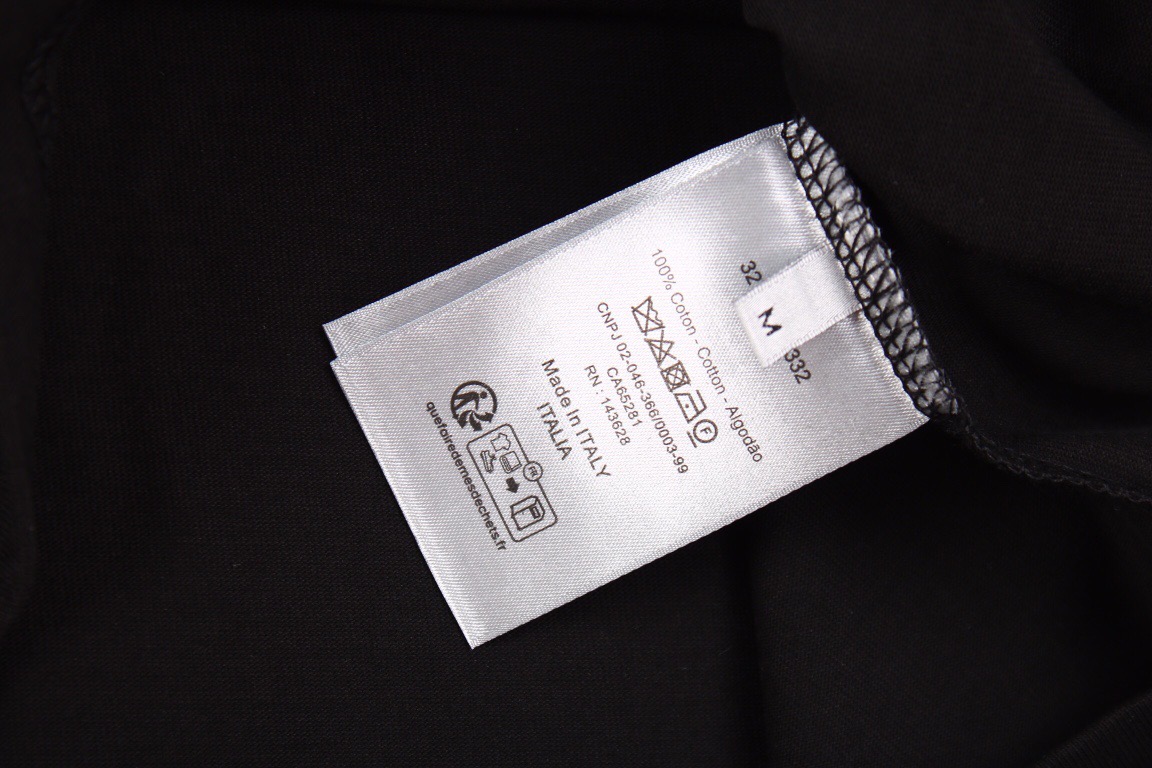 32
332
M
100% Coton - Cotton - Algodão
F
CNPJ 02-046-366/0003-99
CA65281
RN : 143628
Made In ITALY
ITALIA
FR
quefairedemesdechets.fr